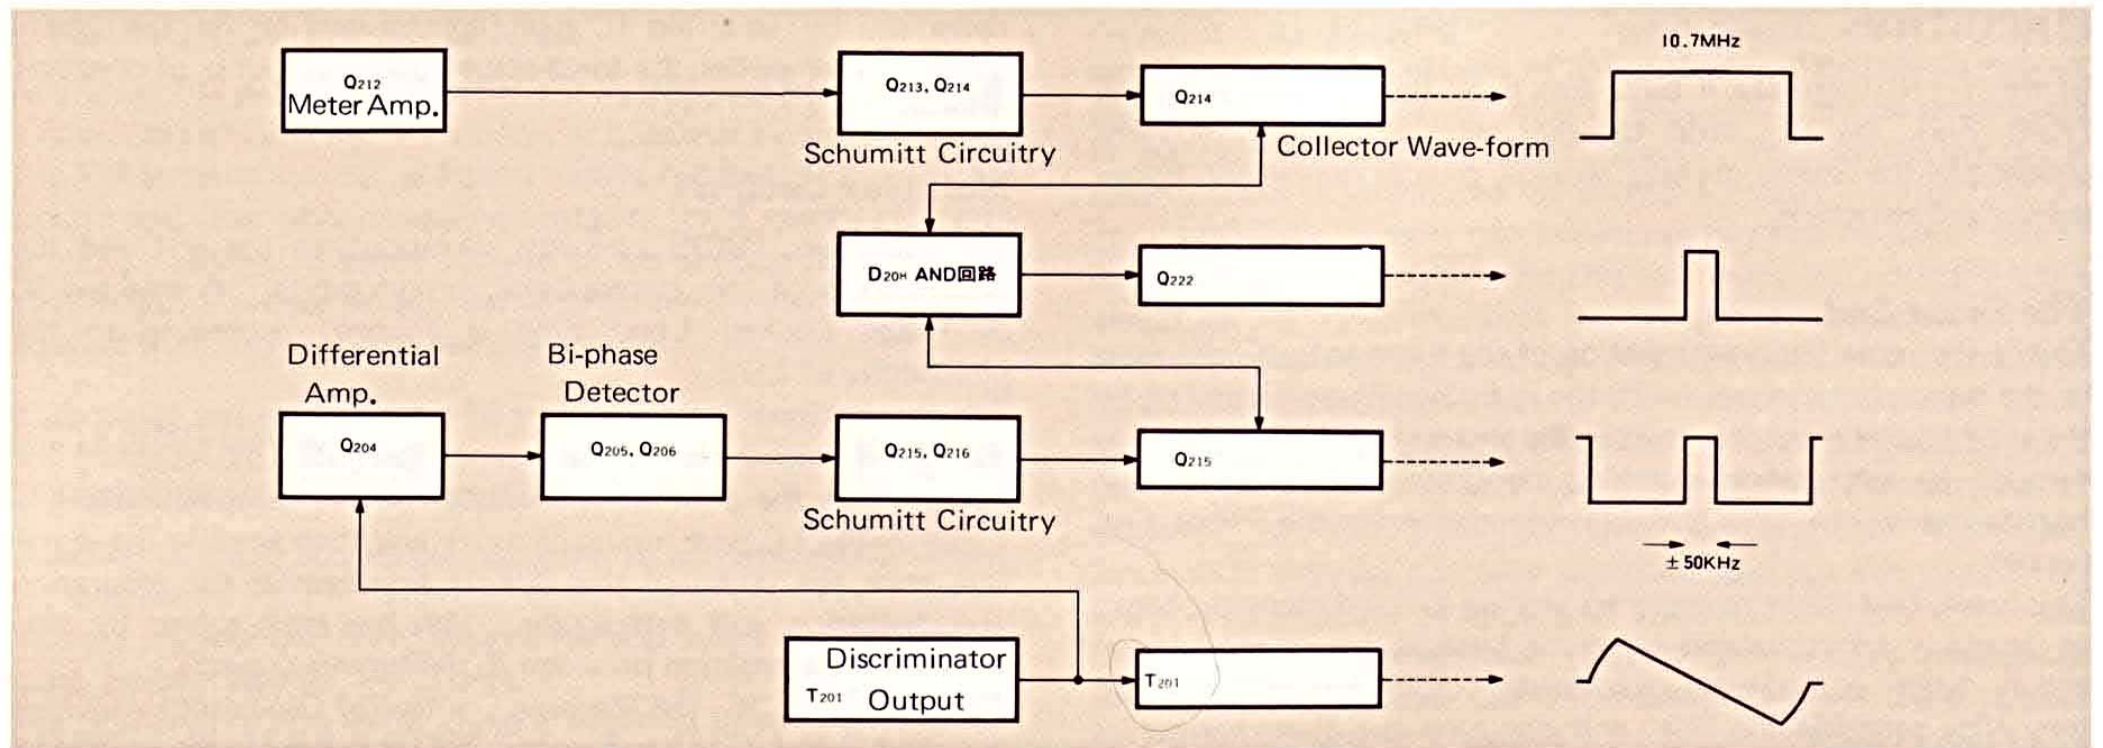 10.7MHz
Q212
Meter Amp.
Q213, Q214
Q214
Schumitt Circuitry
Collector Wave-form
D20H AND回路
Q222
Differential
Amp.
Bi-phase
Detector
Q204
Q205, Q206
Q215, Q216
Q215
Schumitt Circuitry
± 50KHz
Discriminator
T201 Output
T201